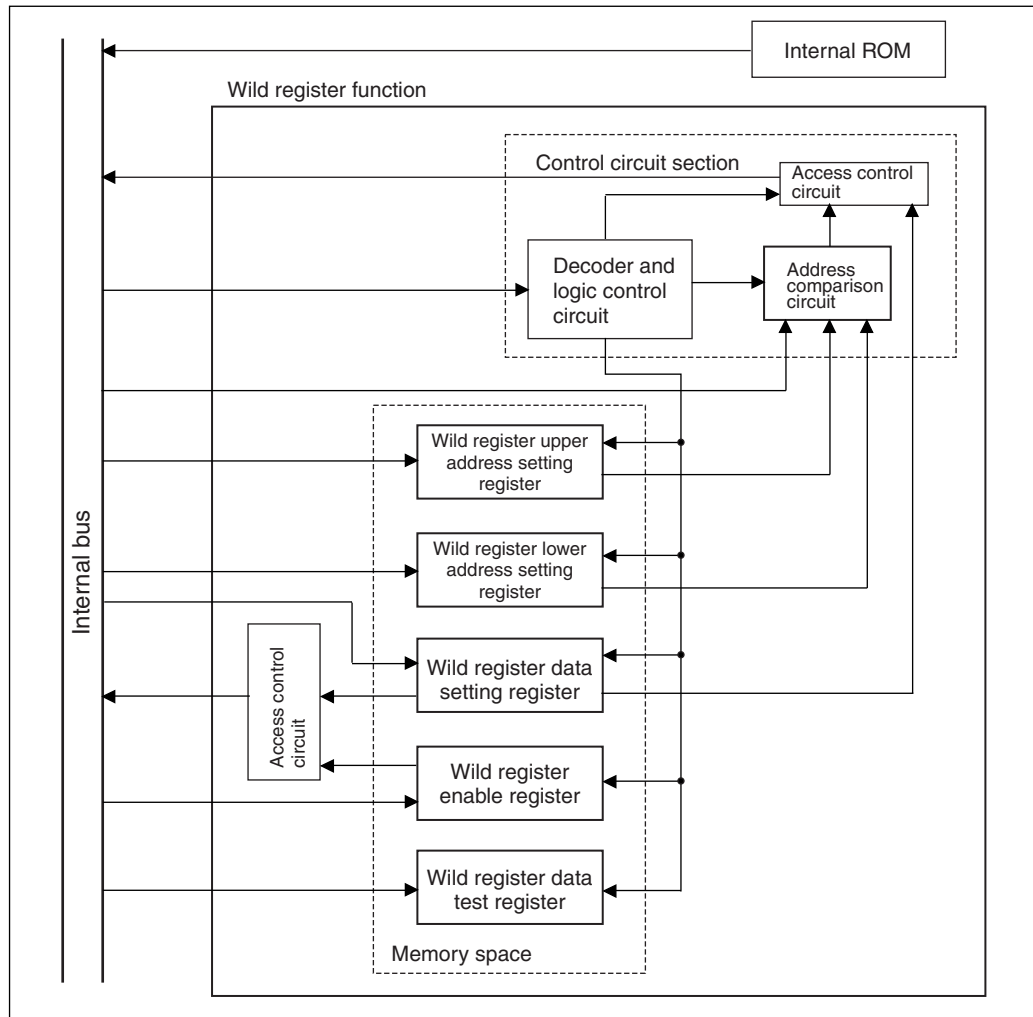 Internal ROM
Wild register function
Control circuit section
Access control
circuit
Decoder and
logic control
circuit
Address
comparison
circuit
Wild register upper
address setting
register
Wild register lower
address setting
register
Internal bus
Access control
circuit
Wild register data
setting register
Wild register
enable register
Wild register data
test register
Memory space